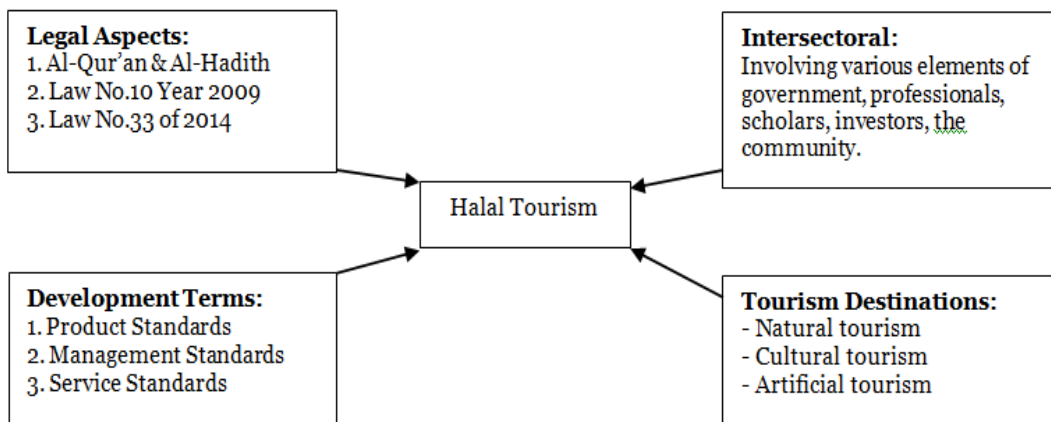 Legal Aspects:
1. Al-Qur’an & Al-Hadith
2. Law No.10 Year 2009
3. Law No.33 of 2014
Intersectoral:
Involving various elements of
government, professionals,
scholars, investors, the
community.
Halal Tourism
Development Terms:
1. Product Standards
2. Management Standards
3. Service Standards
Tourism Destinations:
- Natural tourism
- Cultural tourism
- Artificial tourism